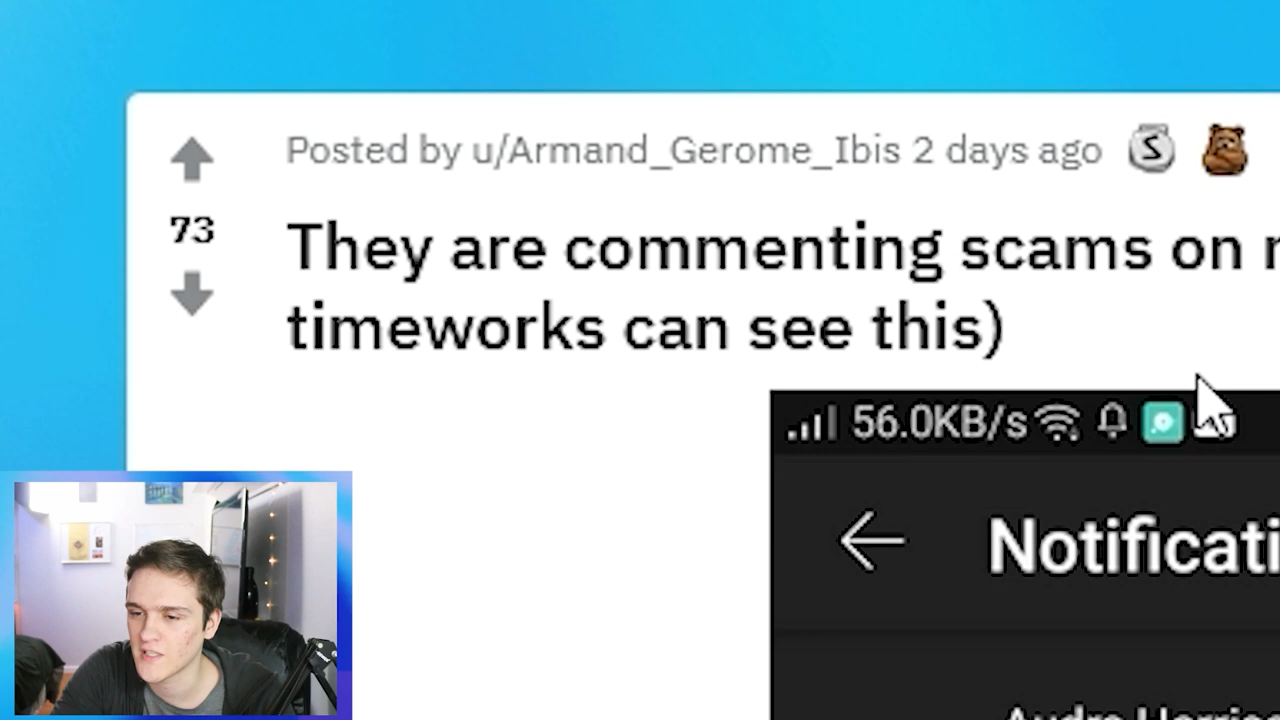 Posted by u/Armand_Gerome_Ibis 2 days ago
73
They are commenting scams on
timeworks can see this)
56.0KB/s
Notificati